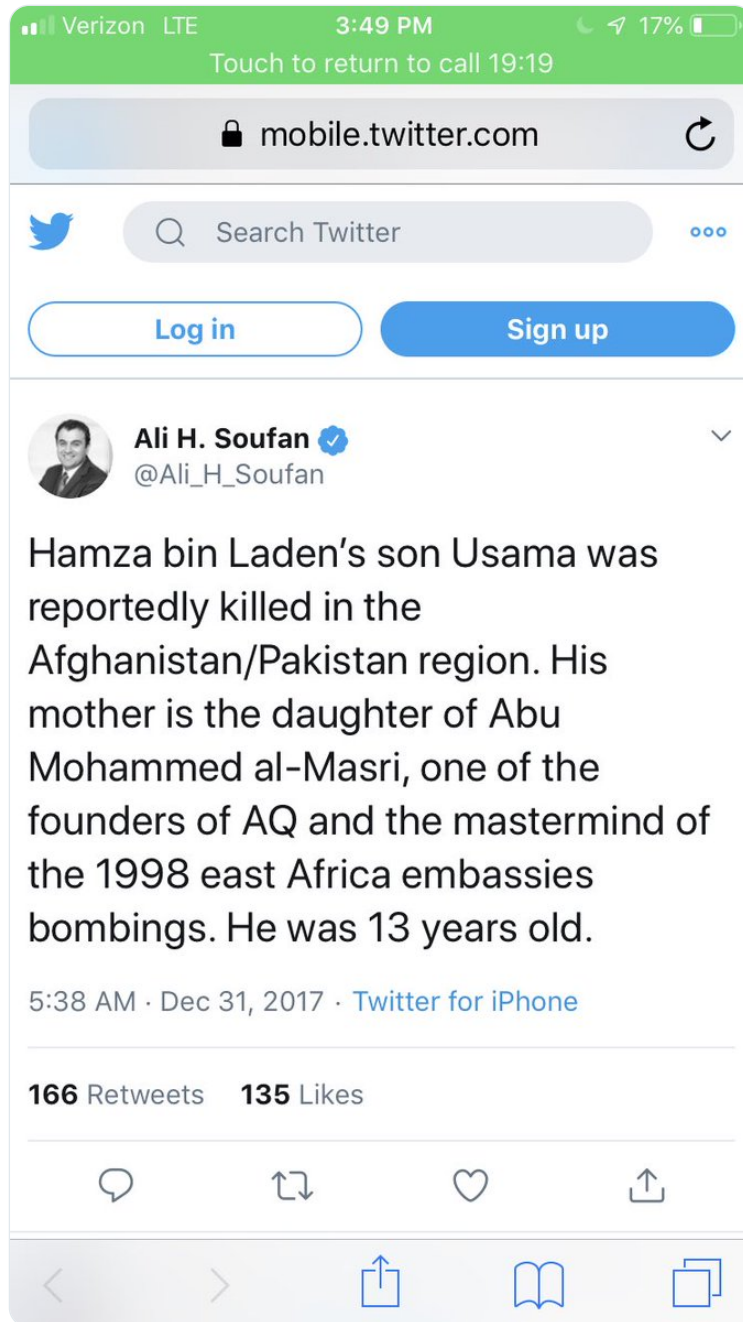 Verizon LTE 3:49 PM 17%
Touch to return to call 19:19
mobile.twitter.com
Search Twitter
Log in Sign up
Ali H. Soufan
@Ali_H_Soufan
Hamza bin Laden’s son Usama was
reportedly killed in the
Afghanistan/Pakistan region. His
mother is the daughter of Abu
Mohammed al-Masri, one of the
founders of AQ and the mastermind of
the 1998 east Africa embassies
bombings. He was 13 years old.
5:38 AM · Dec 31, 2017 · Twitter for iPhone
166 Retweets 135 Likes